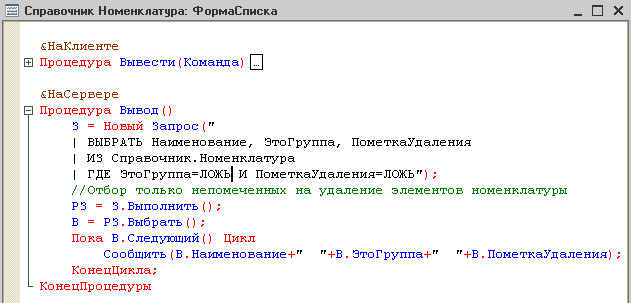 Справочник Номенклатура: ФормаСписка
&НаКлиенте
Процедура Вывести(Команда) ...
&НаСервере
Процедура Вывод()
З = Новый Запрос("
| ВЫБРАТЬ Наименование, ЭтоГруппа, ПометкаУдаления
| ИЗ Справочник.Номенклатура
| ГДЕ ЭтоГруппа=ЛОЖЬ И ПометкаУдаления=ЛОЖЬ");
//Отбор только непомеченных на удаление элементов номенклатуры
РЗ = З.Выполнить();
В = РЗ.Выбрать();
Пока В.Следующий() Цикл
Сообщить(В.Наименование+"  "+В.ЭтоГруппа+"  "+В.ПометкаУдаления);
КонецЦикла;
КонецПроцедуры